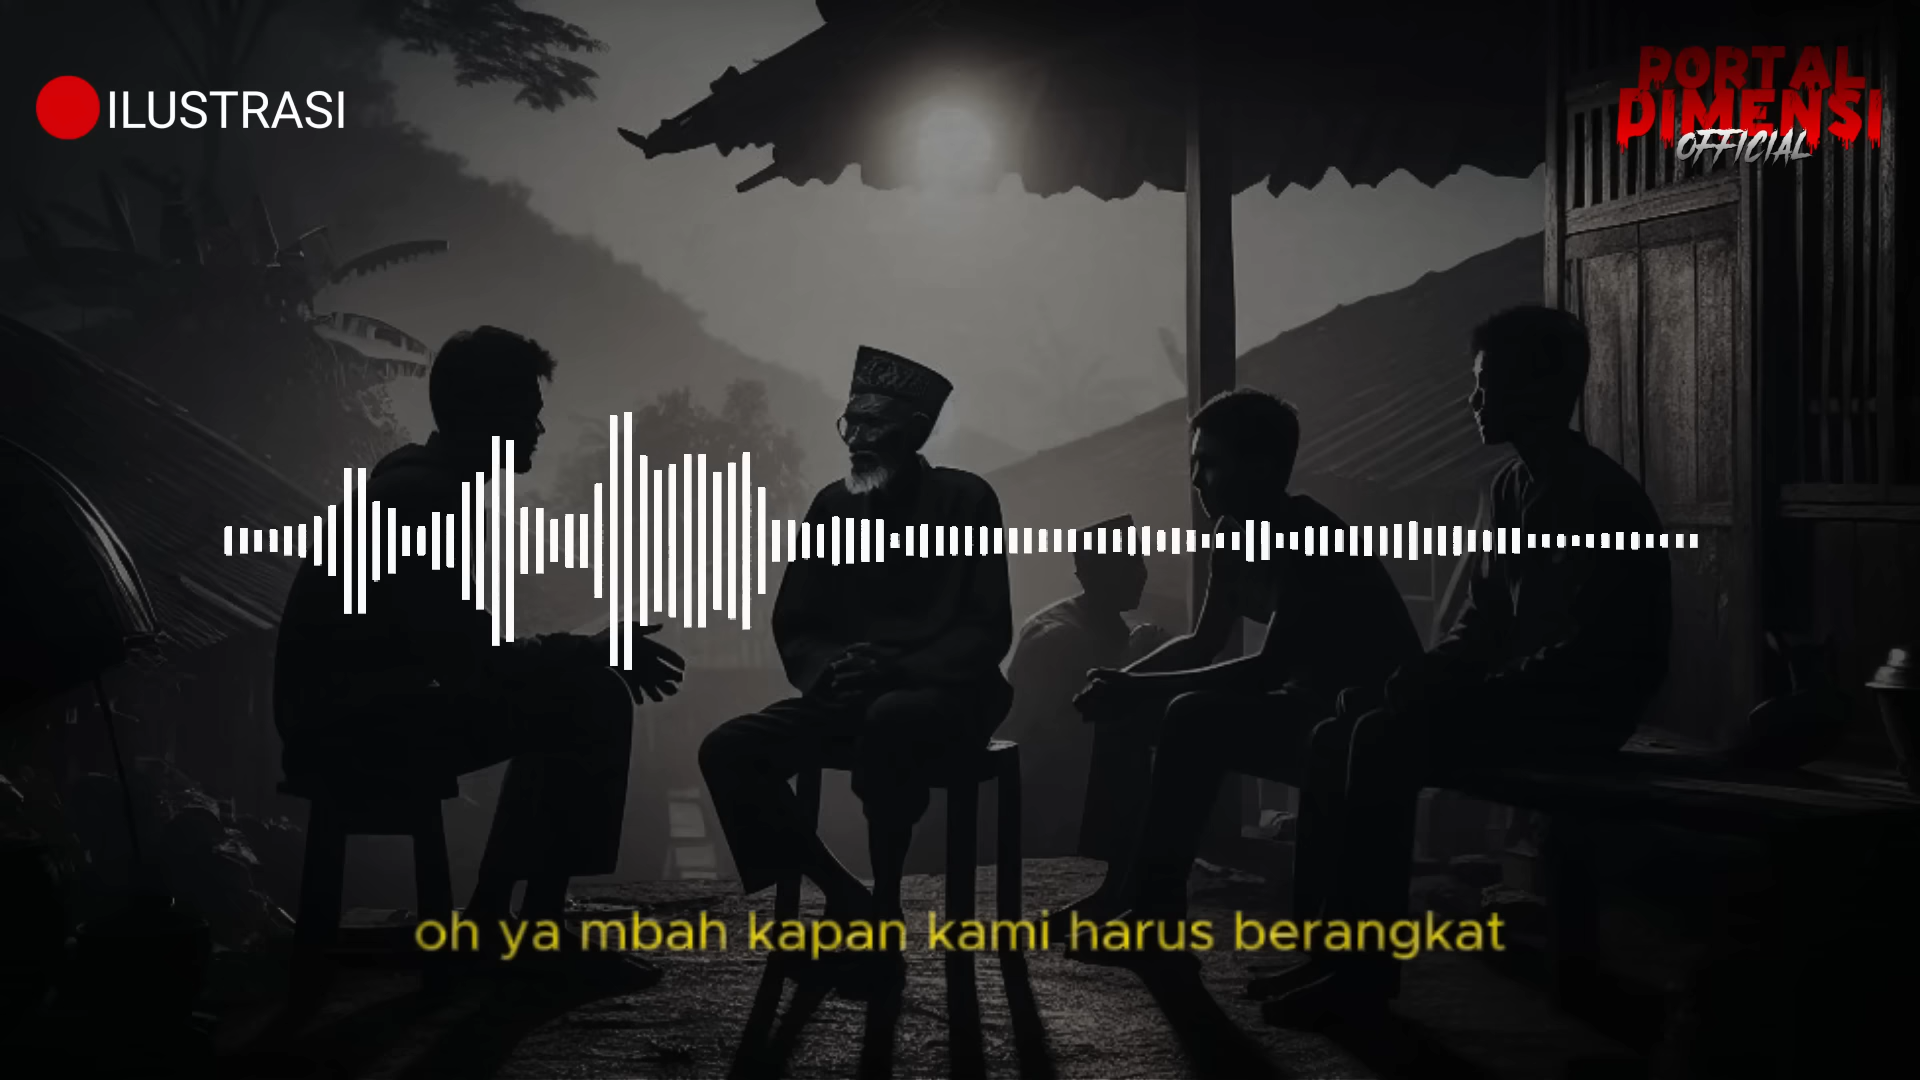 ILUSTRASI
PORTAL
DIMENSI
OFFICIAL
oh ya mbah kapan kami harus berangkat